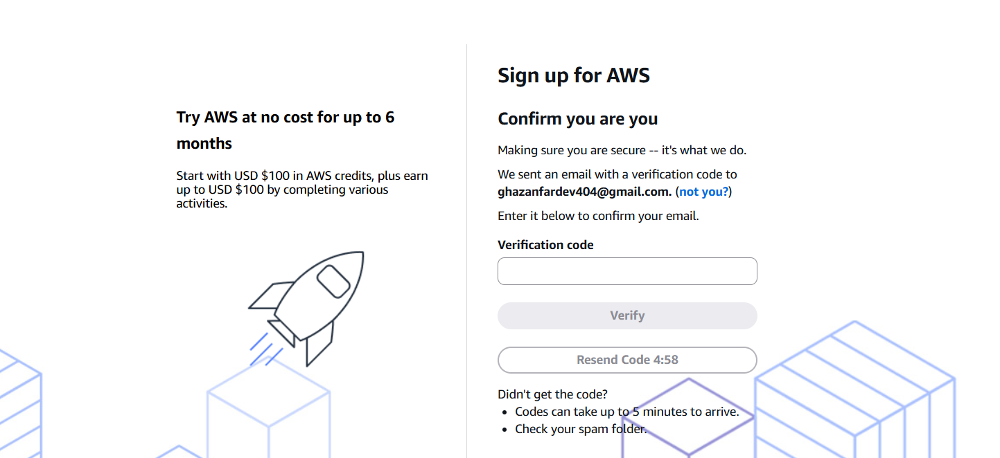 Try AWS at no cost for up to 6
months
Start with USD $100 in AWS credits, plus earn
up to USD $100 by completing various
activities.
Sign up for AWS
Confirm you are you
Making sure you are secure -- it's what we do.
We sent an email with a verification code to
ghazanfardev404@gmail.com. (not you?)
Enter it below to confirm your email.
Verification code
Verify
Resend Code 4:58
Didn't get the code?
• Codes can take up to 5 minutes to arrive.
• Check your spam folder.